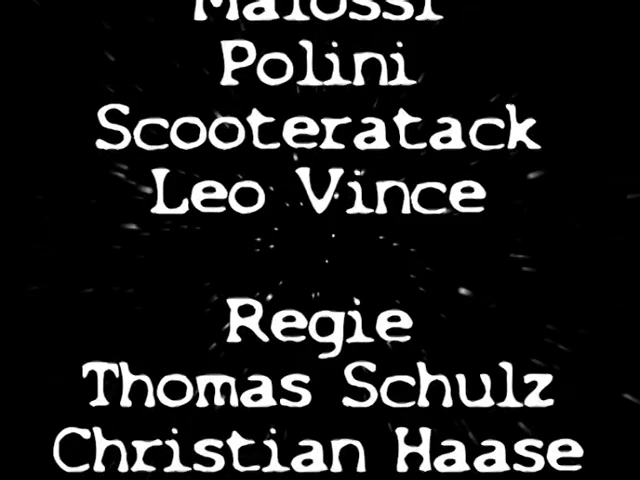 Malossi
Polini
Scooteratack
Leo Vince
Regie
Thomas Schulz
Christian Haase